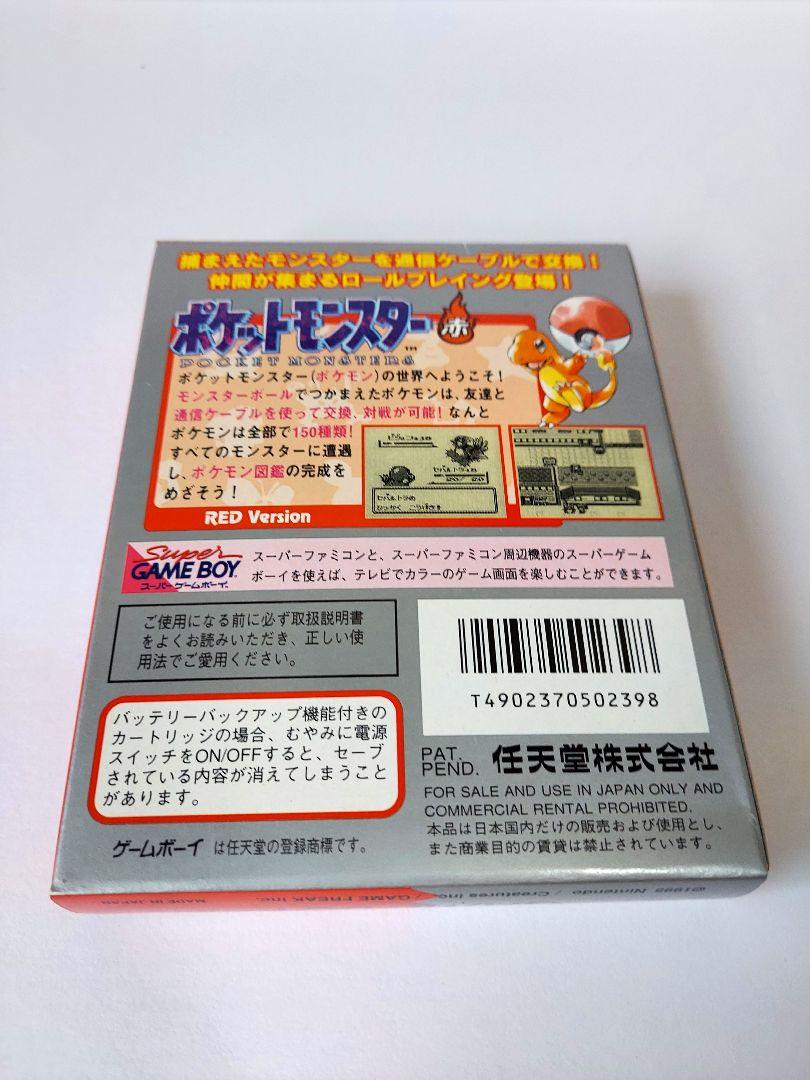 捕まえたモンスターを通信ケーブルで交換！
仲間が集まるロールプレイング登場！
ポケットモンスター 赤
TM
POCKET MONSTERS
ポケットモンスター(ポケモン)の世界へようこそ！
モンスターボールでつかまえたポケモンは、友達と
通信ケーブルを使って交換、対戦が可能！なんと
ポケモンは全部で150種類！
すべてのモンスターに遭遇
し、ポケモン図鑑の完成を
めざそう！
RED Version
Super
GAME BOY
スーパーゲームボーイ
スーパーファミコンと、スーパーファミコン周辺機器のスーパーゲーム
ボーイを使えば、テレビでカラーのゲーム画面を楽しむことができます。
ご使用になる前に必ず取扱説明書
をよくお読みいただき、正しい使
用法でご愛用ください。
T4902370502398
バッテリーバックアップ機能付きの
カートリッジの場合、むやみに電源
スイッチをON/OFFすると、セーブ
されている内容が消えてしまうこと
があります。
PAT.
PEND. 任天堂株式会社
FOR SALE AND USE IN JAPAN ONLY AND
COMMERCIAL RENTAL PROHIBITED.
本品は日本国内だけの販売および使用とし、
また商業目的の賃貸は禁止されています。
ゲームボーイ は任天堂の登録商標です。
©1995 Nintendo / Creatures Inc. / GAME FREAK Inc.
MADE IN JAPAN